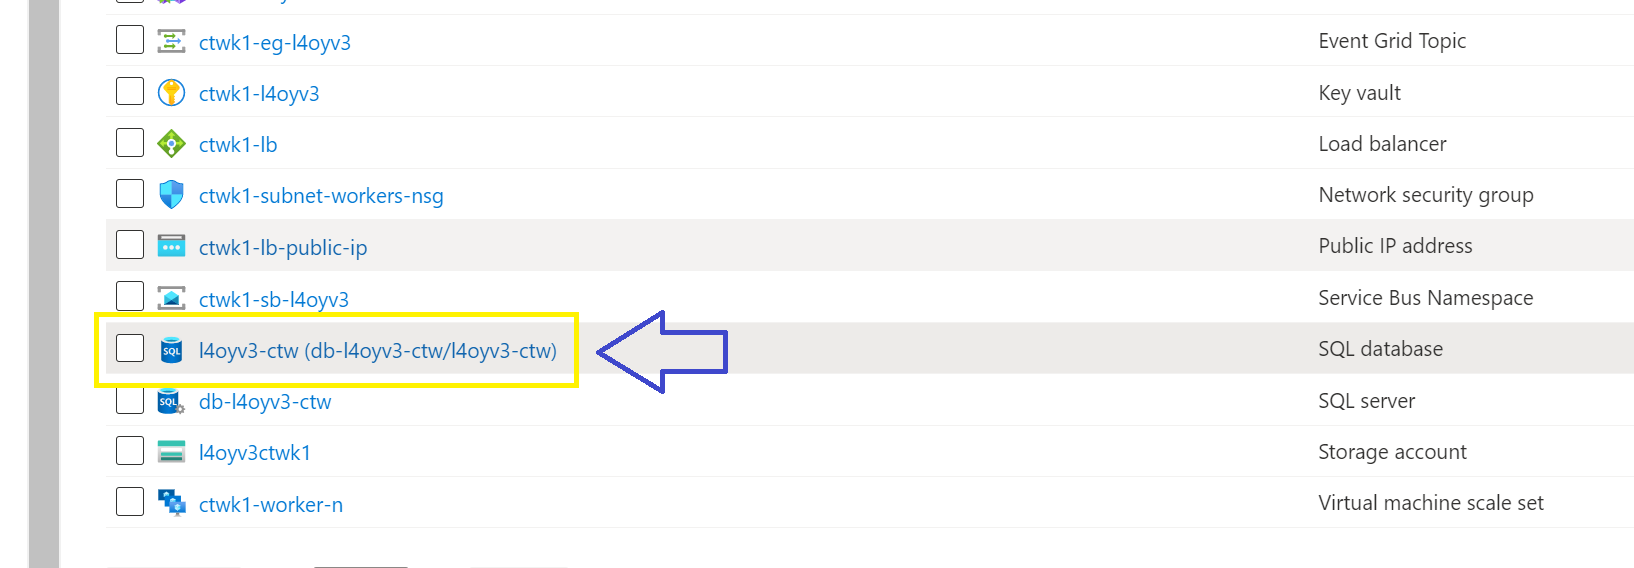 ctwk1-eg-l4oyv3 Event Grid Topic
ctwk1-l4oyv3 Key vault
ctwk1-lb Load balancer
ctwk1-subnet-workers-nsg Network security group
ctwk1-lb-public-ip Public IP address
ctwk1-sb-l4oyv3 Service Bus Namespace
SQL l4oyv3-ctw (db-l4oyv3-ctw/l4oyv3-ctw) SQL database
SQL db-l4oyv3-ctw SQL server
l4oyv3ctwk1 Storage account
ctwk1-worker-n Virtual machine scale set